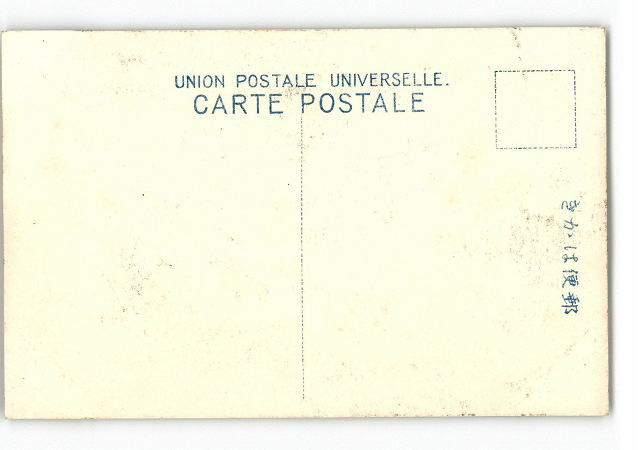 UNION POSTALE UNIVERSELLE.
CARTE POSTALE
郵便はかき